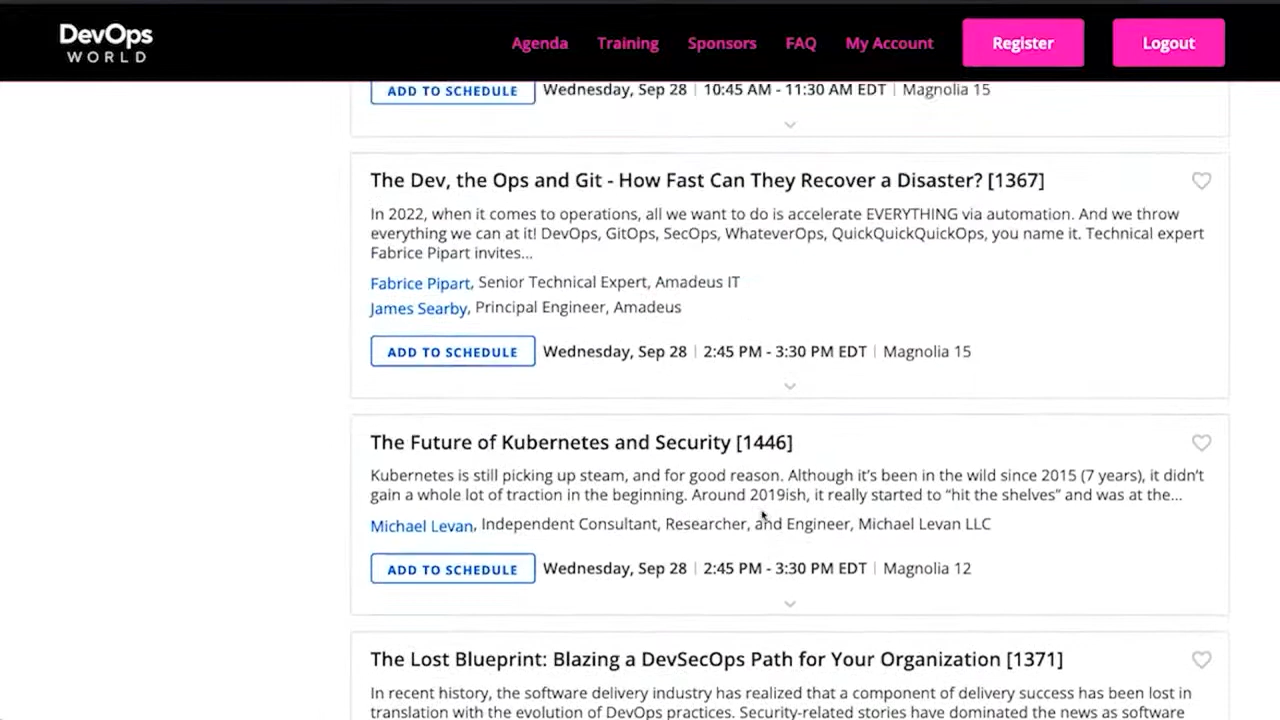 DevOps
WORLD
Agenda
Training
Sponsors
FAQ
My Account
Register
Logout
ADD TO SCHEDULE Wednesday, Sep 28 | 10:45 AM - 11:30 AM EDT | Magnolia 15
The Dev, the Ops and Git - How Fast Can They Recover a Disaster? [1367]
In 2022, when it comes to operations, all we want to do is accelerate EVERYTHING via automation. And we throw
everything we can at it! DevOps, GitOps, SecOps, WhateverOps, QuickQuickQuickOps, you name it. Technical expert
Fabrice Pipart invites...
Fabrice Pipart, Senior Technical Expert, Amadeus IT
James Searby, Principal Engineer, Amadeus
ADD TO SCHEDULE Wednesday, Sep 28 | 2:45 PM - 3:30 PM EDT | Magnolia 15
The Future of Kubernetes and Security [1446]
Kubernetes is still picking up steam, and for good reason. Although it’s been in the wild since 2015 (7 years), it didn’t
gain a whole lot of traction in the beginning. Around 2019ish, it really started to “hit the shelves” and was at the...
Michael Levan, Independent Consultant, Researcher, and Engineer, Michael Levan LLC
ADD TO SCHEDULE Wednesday, Sep 28 | 2:45 PM - 3:30 PM EDT | Magnolia 12
The Lost Blueprint: Blazing a DevSecOps Path for Your Organization [1371]
In recent history, the software delivery industry has realized that a component of delivery success has been lost in
translation with the evolution of DevOps practices. Security-related stories have dominated the news as software